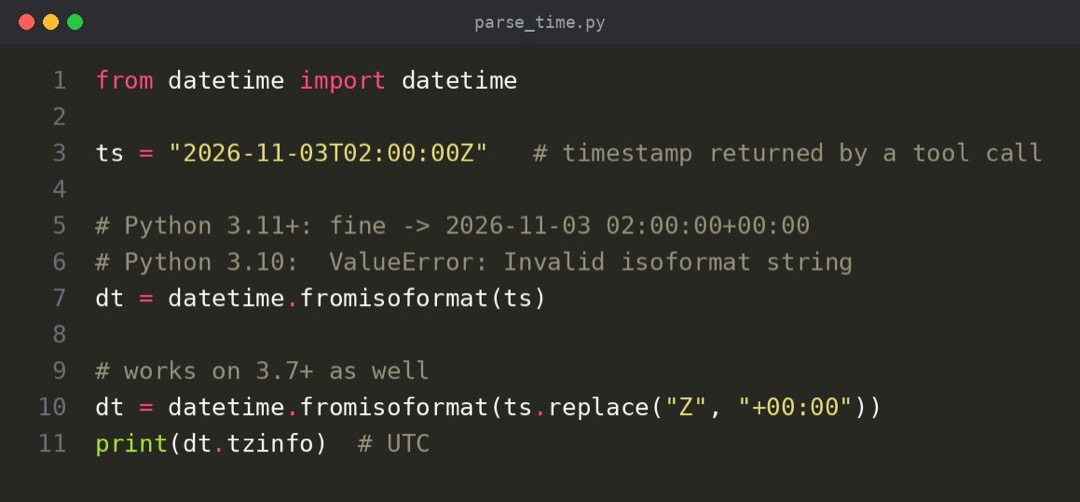 parse_time.py
1 from datetime import datetime
2
3 ts = "2026-11-03T02:00:00Z"   # timestamp returned by a tool call
4
5 # Python 3.11+: fine -> 2026-11-03 02:00:00+00:00
6 # Python 3.10:  ValueError: Invalid isoformat string
7 dt = datetime.fromisoformat(ts)
8
9 # works on 3.7+ as well
10 dt = datetime.fromisoformat(ts.replace("Z", "+00:00"))
11 print(dt.tzinfo)  # UTC